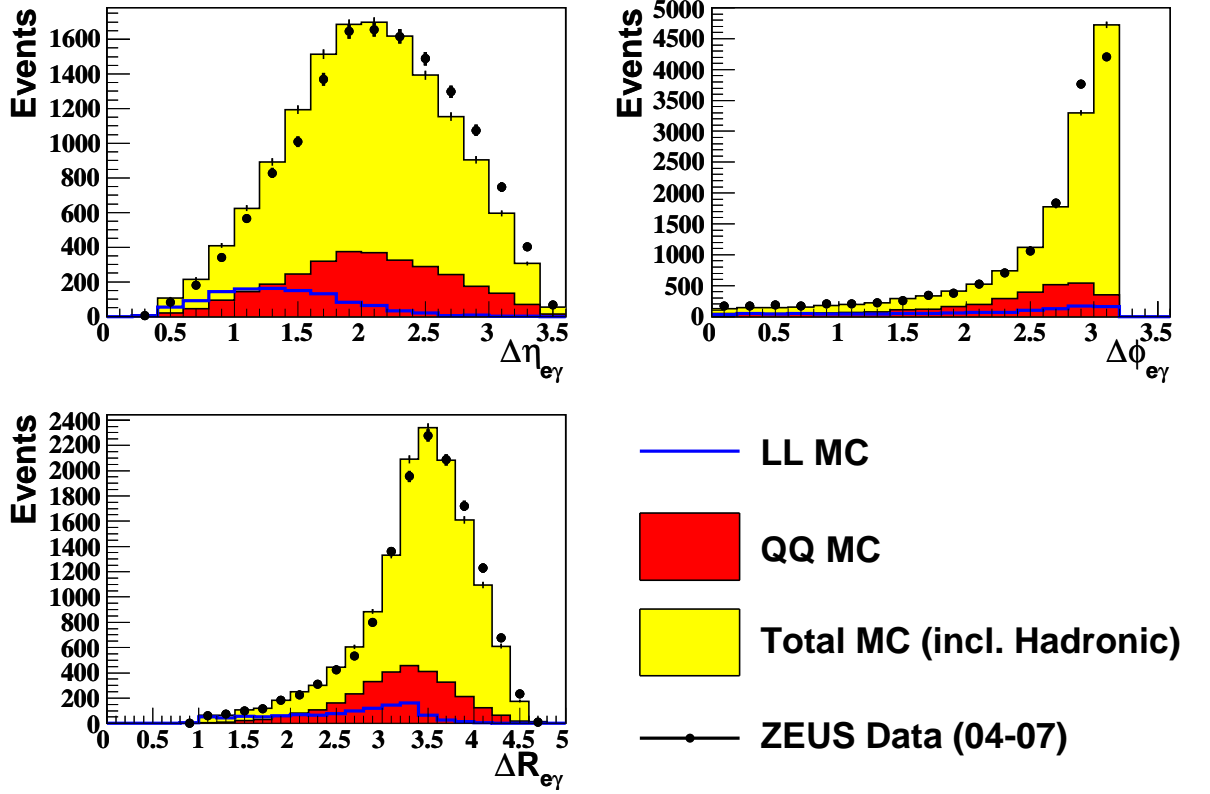 Events
1600
1400
1200
1000
800
600
400
200
0
0 0.5 1 1.5 2 2.5 3 3.5
Δη_eγ
Events
5000
4500
4000
3500
3000
2500
2000
1500
1000
500
0
0 0.5 1 1.5 2 2.5 3 3.5
Δϕ_eγ
Events
2400
2200
2000
1800
1600
1400
1200
1000
800
600
400
200
0
0 0.5 1 1.5 2 2.5 3 3.5 4 4.5 5
ΔR_eγ
LL MC
QQ MC
Total MC (incl. Hadronic)
ZEUS Data (04-07)